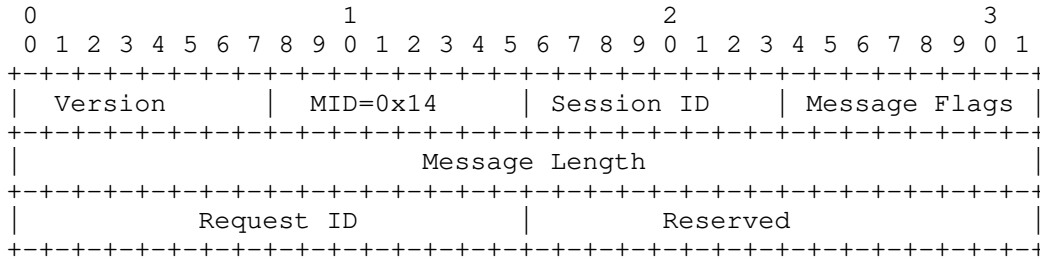 0                   1                   2                   3
 0 1 2 3 4 5 6 7 8 9 0 1 2 3 4 5 6 7 8 9 0 1 2 3 4 5 6 7 8 9 0 1
+-+-+-+-+-+-+-+-+-+-+-+-+-+-+-+-+-+-+-+-+-+-+-+-+-+-+-+-+-+-+-+-+
|  Version      |  MID=0x14     | Session ID    | Message Flags |
+-+-+-+-+-+-+-+-+-+-+-+-+-+-+-+-+-+-+-+-+-+-+-+-+-+-+-+-+-+-+-+-+
|                         Message Length                        |
+-+-+-+-+-+-+-+-+-+-+-+-+-+-+-+-+-+-+-+-+-+-+-+-+-+-+-+-+-+-+-+-+
|           Request ID          |        Reserved               |
+-+-+-+-+-+-+-+-+-+-+-+-+-+-+-+-+-+-+-+-+-+-+-+-+-+-+-+-+-+-+-+-+